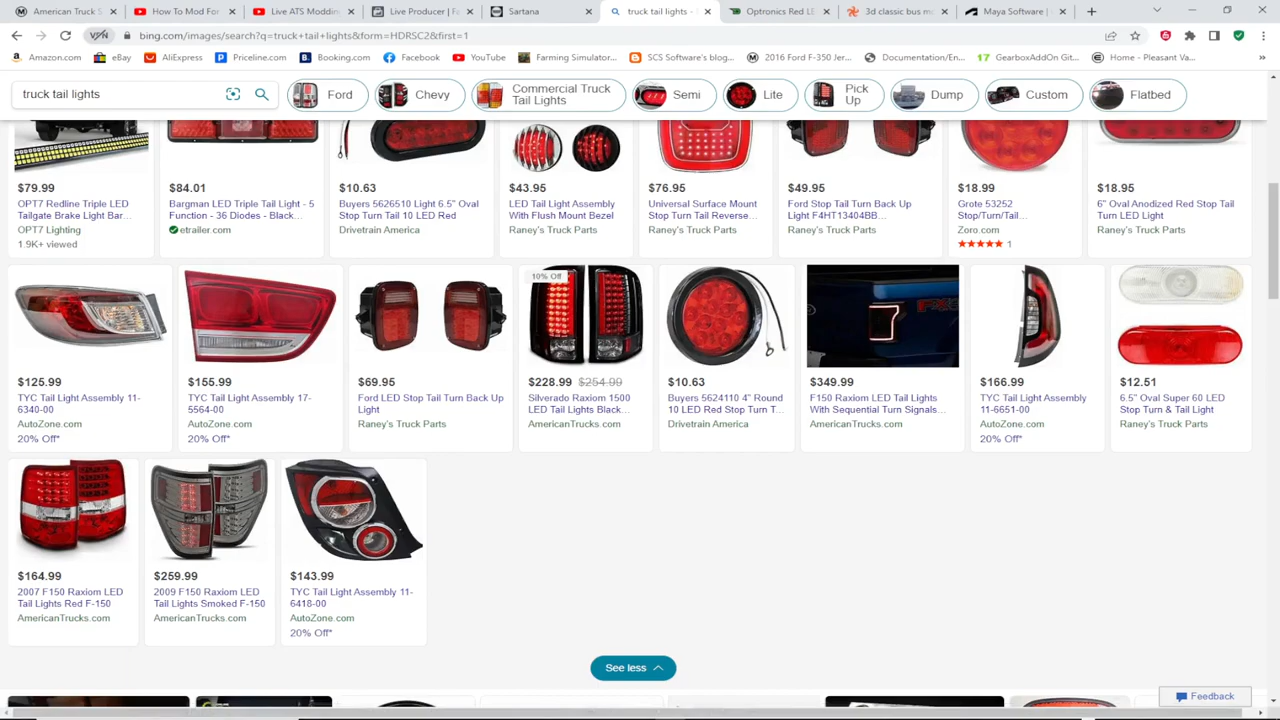 American Truck S
How To Mod For
Live ATS Moddin
Live Producer | Fa
Sartana
truck tail lights -
Optronics Red LE
3d classic bus mo
Maya Software |
VPN
bing.com/images/search?q=truck+tail+lights&form=HDRSC2&first=1
Amazon.com
eBay
AliExpress
Priceline.com
Booking.com
Facebook
YouTube
Farming Simulator...
SCS Software's blog...
2016 Ford F-350 Jer...
Documentation/En...
GearboxAddOn Git...
Home - Pleasant Va...
truck tail lights
Ford
Chevy
Commercial Truck
Tail Lights
Semi
Lite
Pick
Up
Dump
Custom
Flatbed
$79.99
OPT7 Redline Triple LED
Tailgate Brake Light Bar...
OPT7 Lighting
1.9K+ viewed
$84.01
Bargman LED Triple Tail Light - 5
Function - 36 Diodes - Black...
etrailer.com
$10.63
Buyers 5626510 Light 6.5" Oval
Stop Turn Tail 10 LED Red
Drivetrain America
$43.95
LED Tail Light Assembly
With Flush Mount Bezel
Raney's Truck Parts
$76.95
Universal Surface Mount
Stop Turn Tail Reverse...
Raney's Truck Parts
$49.95
Ford Stop Tail Turn Back Up
Light F4HT13404BB...
Raney's Truck Parts
$18.99
Grote 53252
Stop/Turn/Tail...
Zoro.com
1
$18.95
6" Oval Anodized Red Stop Tail
Turn LED Light
Raney's Truck Parts
$125.99
TYC Tail Light Assembly 11-
6340-00
AutoZone.com
20% Off*
$155.99
TYC Tail Light Assembly 17-
5564-00
AutoZone.com
20% Off*
$69.95
Ford LED Stop Tail Turn Back Up
Light
Raney's Truck Parts
10% Off
$228.99 $254.99
Silverado Raxiom 1500
LED Tail Lights Black...
AmericanTrucks.com
$10.63
Buyers 5624110 4" Round
10 LED Red Stop Turn T...
Drivetrain America
$349.99
F150 Raxiom LED Tail Lights
With Sequential Turn Signals...
AmericanTrucks.com
$166.99
TYC Tail Light Assembly
11-6651-00
AutoZone.com
20% Off*
$12.51
6.5" Oval Super 60 LED
Stop Turn & Tail Light
Raney's Truck Parts
$164.99
2007 F150 Raxiom LED
Tail Lights Red F-150
AmericanTrucks.com
$259.99
2009 F150 Raxiom LED
Tail Lights Smoked F-150
AmericanTrucks.com
$143.99
TYC Tail Light Assembly 11-
6418-00
AutoZone.com
20% Off*
See less
Feedback